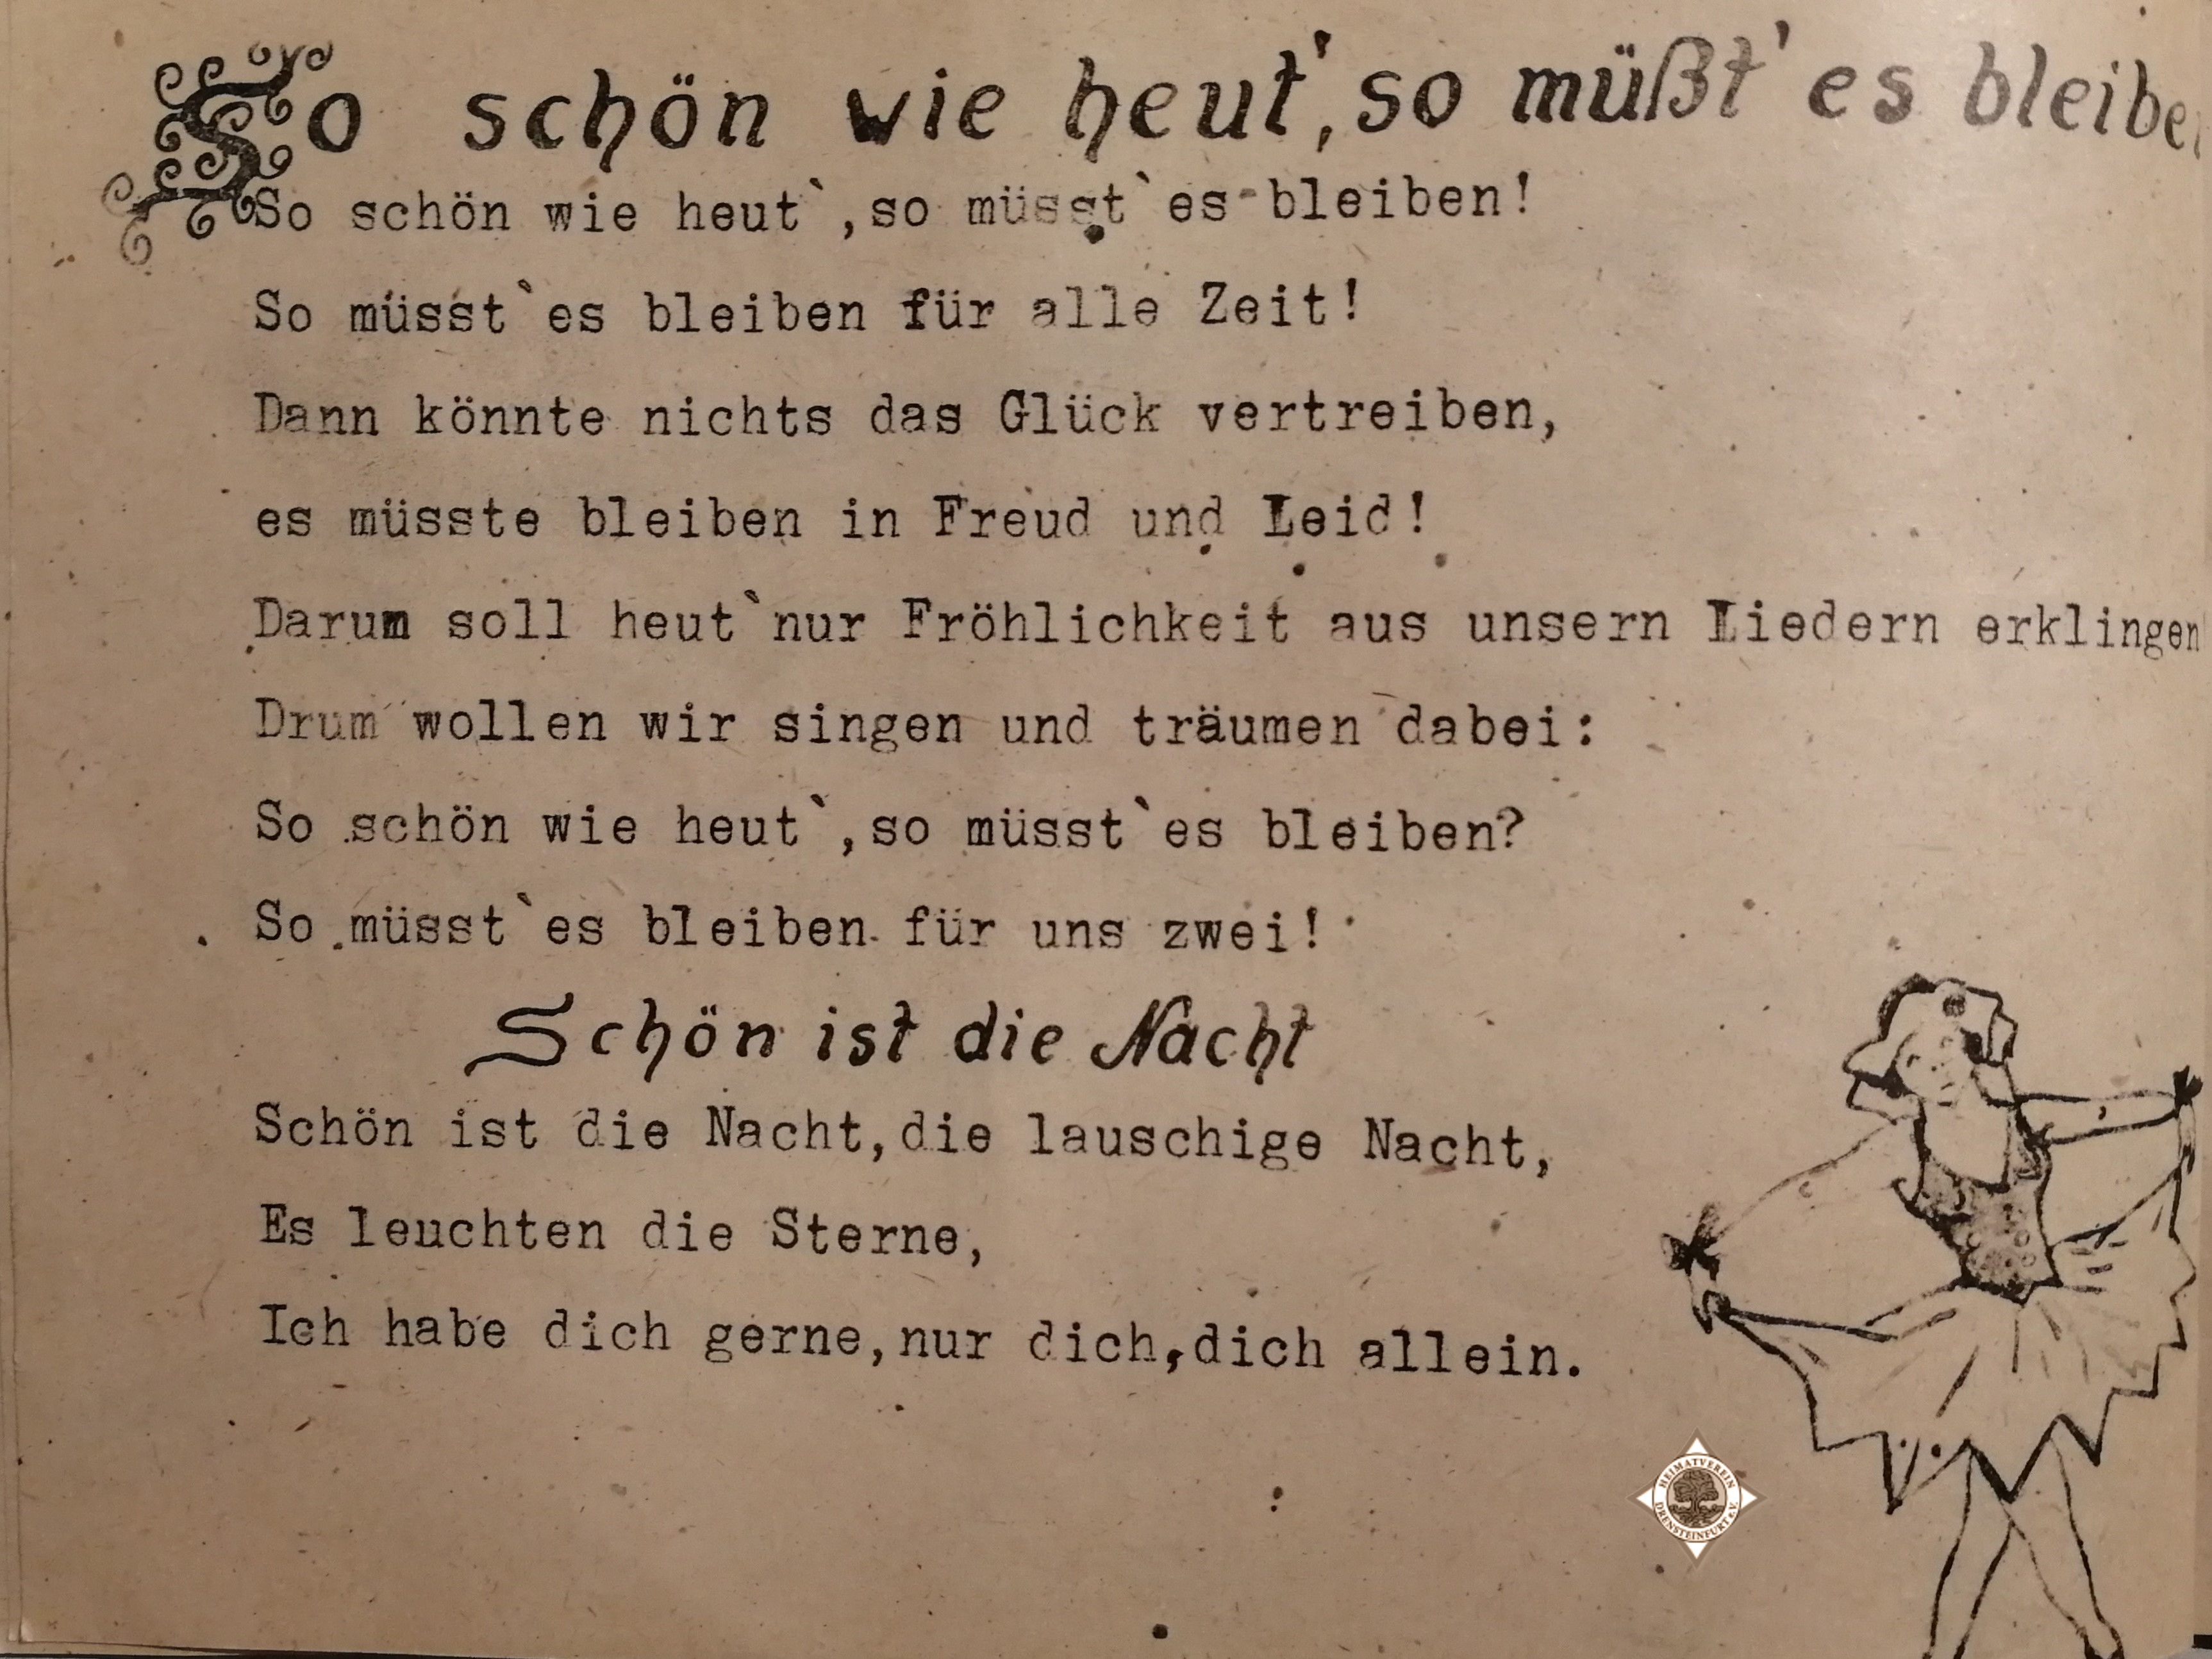 So schön wie heut', so müßt' es bleiben
So schön wie heut`,so müsst`es bleiben!
So müsst`es bleiben für alle Zeit!
Dann könnte nichts das Glück vertreiben,
es müsste bleiben in Freud und Leid!
Darum soll heut`nur Fröhlichkeit aus unsern Liedern erklingen
Drum wollen wir singen und träumen dabei:
So schön wie heut`,so müsst`es bleiben?
So müsst`es bleiben für uns zwei!
Schön ist die Nacht
Schön ist die Nacht,die lauschige Nacht,
Es leuchten die Sterne,
Ich habe dich gerne,nur dich,dich allein.
HEIMATVEREIN
DRENSTEINFURT e.V.